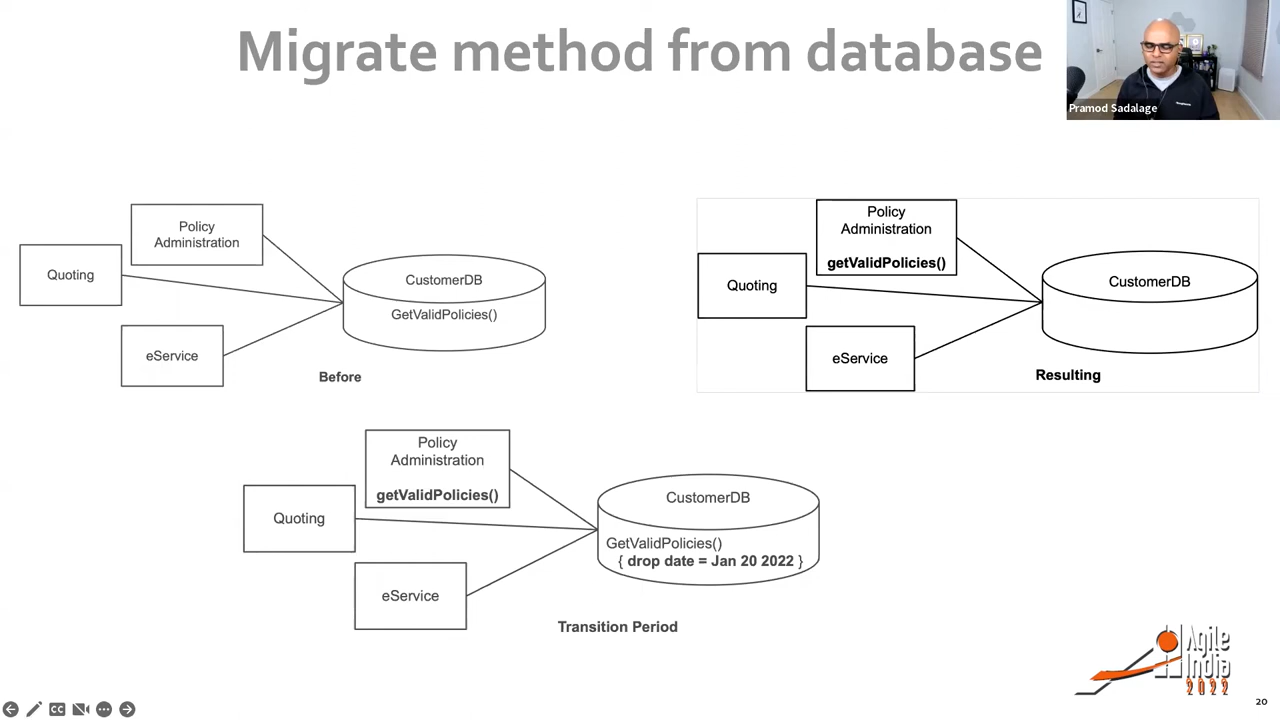 Migrate method from database
Pramod Sadalage
Policy
Administration
Quoting
eService
CustomerDB
GetValidPolicies()
Before
Policy
Administration
getValidPolicies()
Quoting
eService
CustomerDB
Resulting
Policy
Administration
getValidPolicies()
Quoting
eService
CustomerDB
GetValidPolicies()
{ drop date = Jan 20 2022 }
Transition Period
Agile
India
2022
CC
20